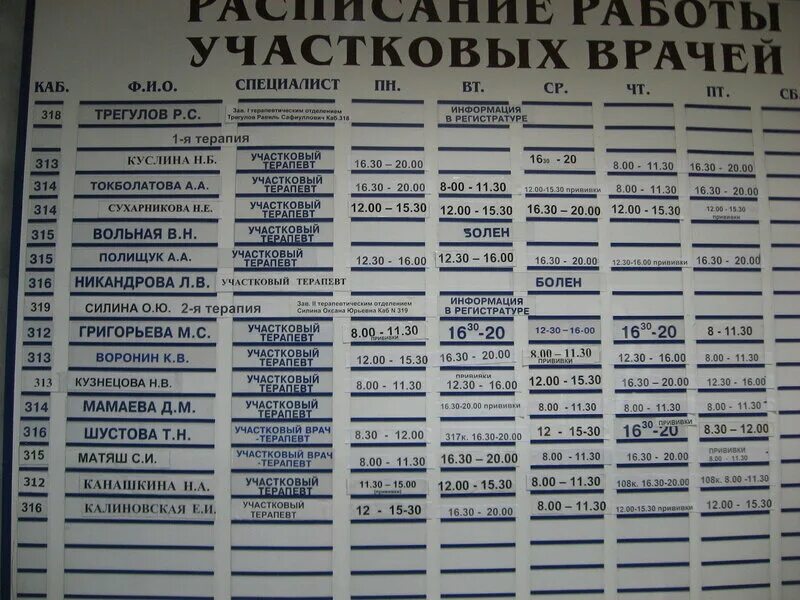 РАСПИСАНИЕ РАБОТЫ
УЧАСТКОВЫХ ВРАЧЕЙ
КАБ. Ф.И.О. СПЕЦИАЛИСТ ПН. ВТ. СР. ЧТ. ПТ. СБ
318 ТРЕГУЛОВ Р.С. Зав. I терапевтическим отделением Трегулов Равиль Сафиуллович Каб.318 ИНФОРМАЦИЯ В РЕГИСТРАТУРЕ
1-я терапия
313 КУСЛИНА Н.Б. УЧАСТКОВЫЙ ТЕРАПЕВТ 16.30 – 20.00 16³⁰ - 20 8.00 - 11.30 16.30 - 20.00
314 ТОКБОЛАТОВА А.А. УЧАСТКОВЫЙ ТЕРАПЕВТ 16.30 - 20.00 8-00 - 11.30 12.00-15.30 прививки 8.00 - 11.30 16.30 - 20.00
314 СУХАРНИКОВА Н.Е. УЧАСТКОВЫЙ ТЕРАПЕВТ 12.00 - 15.30 12.00 - 15.30 16.30 – 20.00 12.00 - 15.30 12.00 - 15.30 прививки
315 ВОЛЬНАЯ В.Н. УЧАСТКОВЫЙ ТЕРАПЕВТ БОЛЕН
315 ПОЛИЩУК А.А. УЧАСТКОВЫЙ ТЕРАПЕВТ 12.30 - 16.00 12.30 – 16.00 16.30 - 20.00 12.30-16.00 прививки 16.30 - 20.00
316 НИКАНДРОВА Л.В. УЧАСТКОВЫЙ ТЕРАПЕВТ БОЛЕН
319 СИЛИНА О.Ю. 2-я терапия Зав. II терапевтическим отделением Силина Оксана Юрьевна Каб N 319 ИНФОРМАЦИЯ В РЕГИСТРАТУРЕ
312 ГРИГОРЬЕВА М.С. УЧАСТКОВЫЙ ТЕРАПЕВТ 8.00 - 11.30 прививки 16³⁰-20 12-30 – 16-00 16³⁰-20 8 - 11.30
313 ВОРОНИН К.В. УЧАСТКОВЫЙ ТЕРАПЕВТ 12.00 - 15.30 16.30 - 20.00 8.00 – 11.30 прививки 12.00 - 16.00 8.00 - 11.30
313 КУЗНЕЦОВА Н.В. УЧАСТКОВЫЙ ТЕРАПЕВТ 8.00 - 11.30 прививки 12.30 - 16.00 12.00 - 15.30 16.30 - 20.00 12.30 - 16.00
314 МАМАЕВА Д.М. УЧАСТКОВЫЙ ТЕРАПЕВТ 16.30-20.00 прививки 8.00 - 11.30 8.00 - 11.30 8.00 - 11.30
316 ШУСТОВА Т.Н. УЧАСТКОВЫЙ ВРАЧ -ТЕРАПЕВТ 8.30 - 12.00 317к. 16.30-20.00 12 - 15-30 16³⁰-20 прививки 8.30 – 12.00
315 МАТЯШ С.И. УЧАСТКОВЫЙ ВРАЧ -ТЕРАПЕВТ 8.00 – 11.30 16.30 – 20.00 8.00 - 11.30 16.30 - 20.00 прививки 8.00 - 11.30
312 КАНАШКИНА Н.А. УЧАСТКОВЫЙ ТЕРАПЕВТ 11.30 – 15.00 (прививки) 12.00 - 15.30 8.00 – 11.30 108к. 16.30-20.00 108к. 8.00 -11.30
316 КАЛИНОВСКАЯ Е.И. УЧАСТКОВЫЙ ТЕРАПЕВТ 12 - 15-30 16.30 - 20.00 8.00 – 11.30 12.00-15.30 прививки 12.00 - 15.30